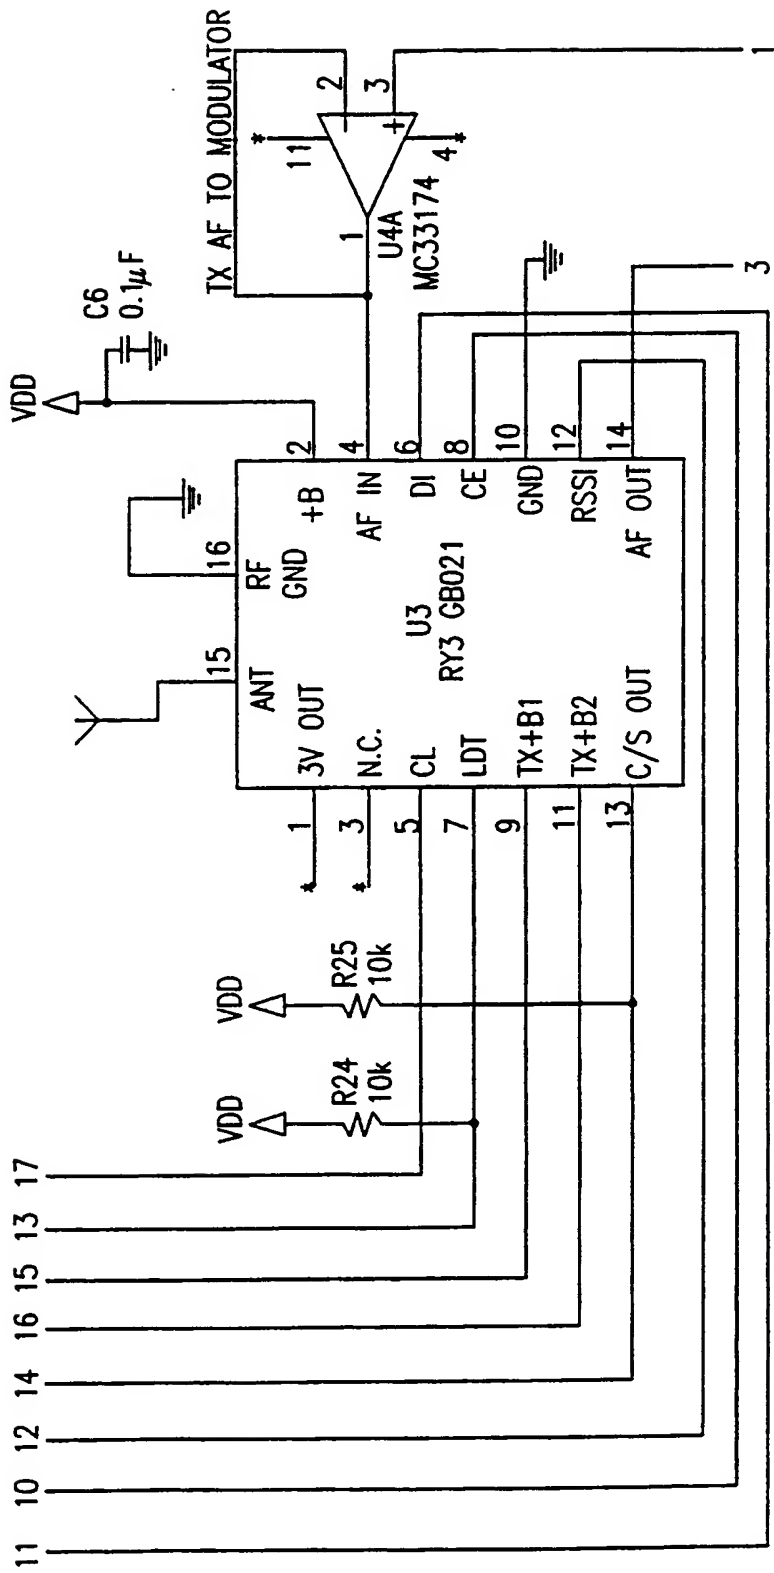 TX AF TO MODULATOR
2
3
11
4
1
U4A
MC33174
1
VDD
C6
0.1μF
3
2
4
6
8
10
12
14
16
15
+B
AF IN
DI
CE
GND
RSSI
AF OUT
RF
GND
ANT
U3
RY3 GB021
3V OUT
N.C.
CL
LDT
TX+B1
TX+B2
C/S OUT
1
3
5
7
9
11
13
*
*
*
*
VDD
R25
10k
VDD
R24
10k
17
13
15
16
14
12
10
11